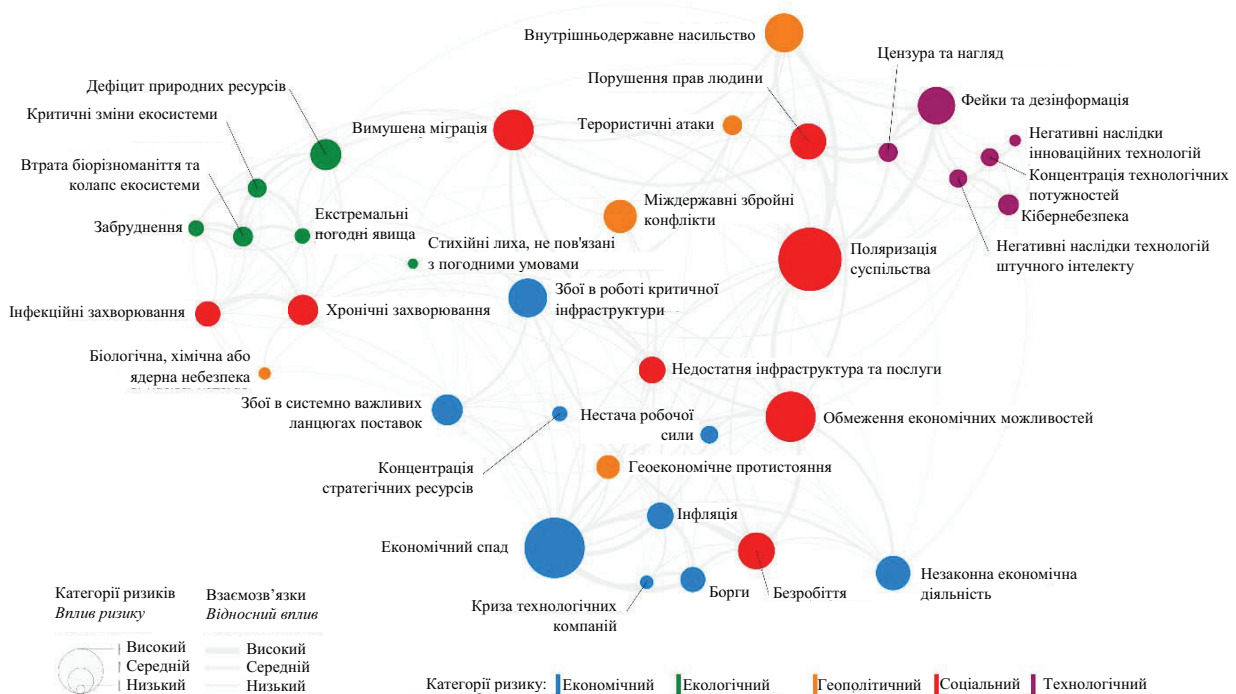 Внутрішньодержавне насильство
Цензура та нагляд
Дефіцит природних ресурсів
Порушення прав людини
Фейки та дезінформація
Критичні зміни екосистеми
Вимушена міграція
Терористичні атаки
Негативні наслідки
інноваційних технологій
Втрата біорізноманіття та
колапс екосистеми
Концентрація технологічних
потужностей
Міждержавні збройні
конфлікти
Кібернебезпека
Забруднення
Екстремальні
погодні явища
Стихійні лиха, не пов'язані
з погодними умовами
Поляризація
суспільства
Негативні наслідки технологій
штучного інтелекту
Збої в роботі критичної
інфраструктури
Інфекційні захворювання
Хронічні захворювання
Біологічна, хімічна або
ядерна небезпека
Недостатня інфраструктура та послуги
Збої в системно важливих
ланцюгах поставок
Нестача робочої
сили
Обмеження економічних можливостей
Концентрація
стратегічних ресурсів
Геоекономічне протистояння
Інфляція
Економічний спад
Незаконна економічна
діяльність
Борги
Безробіття
Криза технологічних
компаній
Категорії ризиків
Вплив ризику
Високий
Середній
Низький
Взаємозв’язки
Відносний вплив
Високий
Середній
Низький
Категорії ризику: Економічний Екологічний Геополітичний Соціальний Технологічний